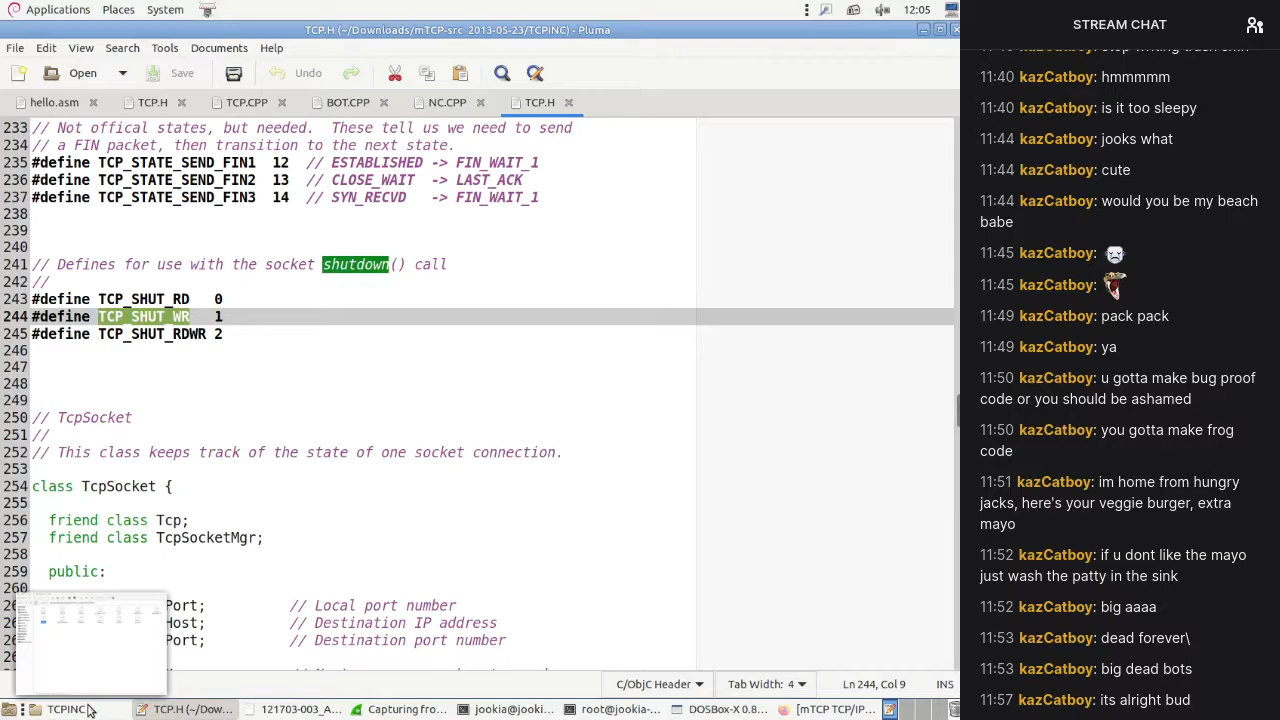 Applications Places System 12:05
TCP.H (~/Downloads/mTCP-src_2013-05-23/TCPINC) - Pluma
File Edit View Search Tools Documents Help
Open Save Undo
hello.asm TCP.H TCP.CPP BOT.CPP NC.CPP TCP.H
233 // Not offical states, but needed.  These tell us we need to send
234 // a FIN packet, then transition to the next state.
235 #define TCP_STATE_SEND_FIN1  12  // ESTABLISHED -> FIN_WAIT_1
236 #define TCP_STATE_SEND_FIN2  13  // CLOSE_WAIT  -> LAST_ACK
237 #define TCP_STATE_SEND_FIN3  14  // SYN_RECVD   -> FIN_WAIT_1
238
239
240
241 // Defines for use with the socket shutdown() call
242 //
243 #define TCP_SHUT_RD   0
244 #define TCP_SHUT_WR   1
245 #define TCP_SHUT_RDWR 2
246
247
248
249
250 // TcpSocket
251 //
252 // This class keeps track of the state of one socket connection.
253
254 class TcpSocket {
255
256   friend class Tcp;
257   friend class TcpSocketMgr;
258
259   public:
Port; // Local port number
Host; // Destination IP address
Port; // Destination port number
C/ObjC Header Tab Width: 4 Ln 244, Col 9 INS
TCPINC TCP.H (~/Dow... 121703-003_A... Capturing fro... jookia@jooki... root@jookia-... DOSBox-X 0.8... [mTCP TCP/IP...
STREAM CHAT
11:40 kazCatboy: hmmmmm
11:40 kazCatboy: is it too sleepy
11:44 kazCatboy: jooks what
11:44 kazCatboy: cute
11:44 kazCatboy: would you be my beach
babe
11:45 kazCatboy:
11:45 kazCatboy:
11:49 kazCatboy: pack pack
11:49 kazCatboy: ya
11:50 kazCatboy: u gotta make bug proof
code or you should be ashamed
11:50 kazCatboy: you gotta make frog
code
11:51 kazCatboy: im home from hungry
jacks, here's your veggie burger, extra
mayo
11:52 kazCatboy: if u dont like the mayo
just wash the patty in the sink
11:52 kazCatboy: big aaaa
11:53 kazCatboy: dead forever\
11:53 kazCatboy: big dead bots
11:57 kazCatboy: its alright bud